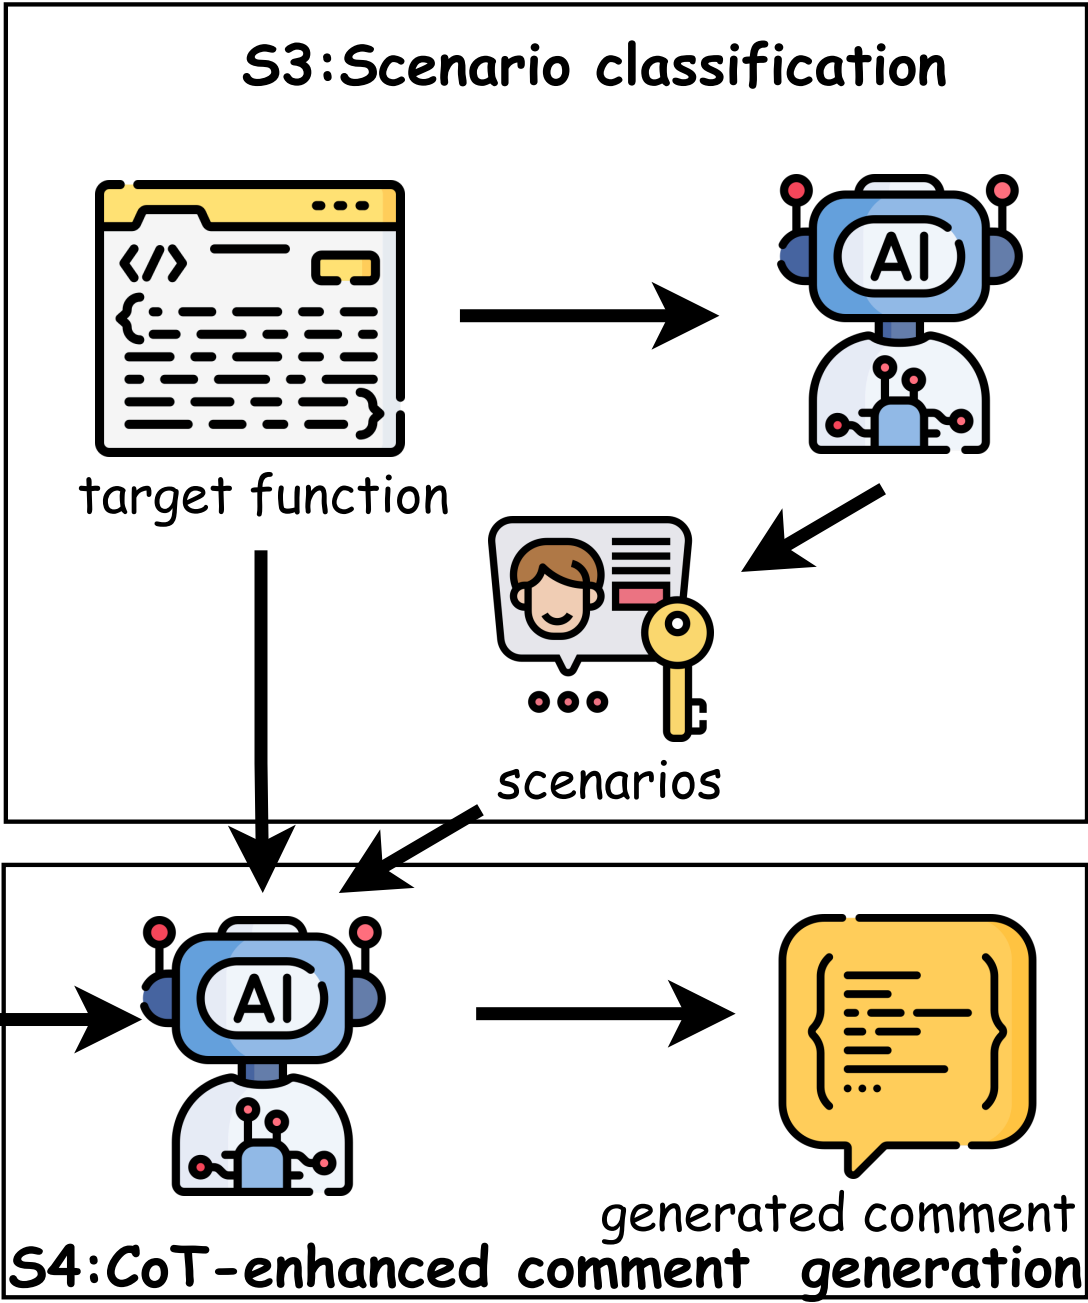 S3:Scenario classification
</>
AI
target function
scenarios
AI
generated comment
S4:CoT-enhanced comment generation